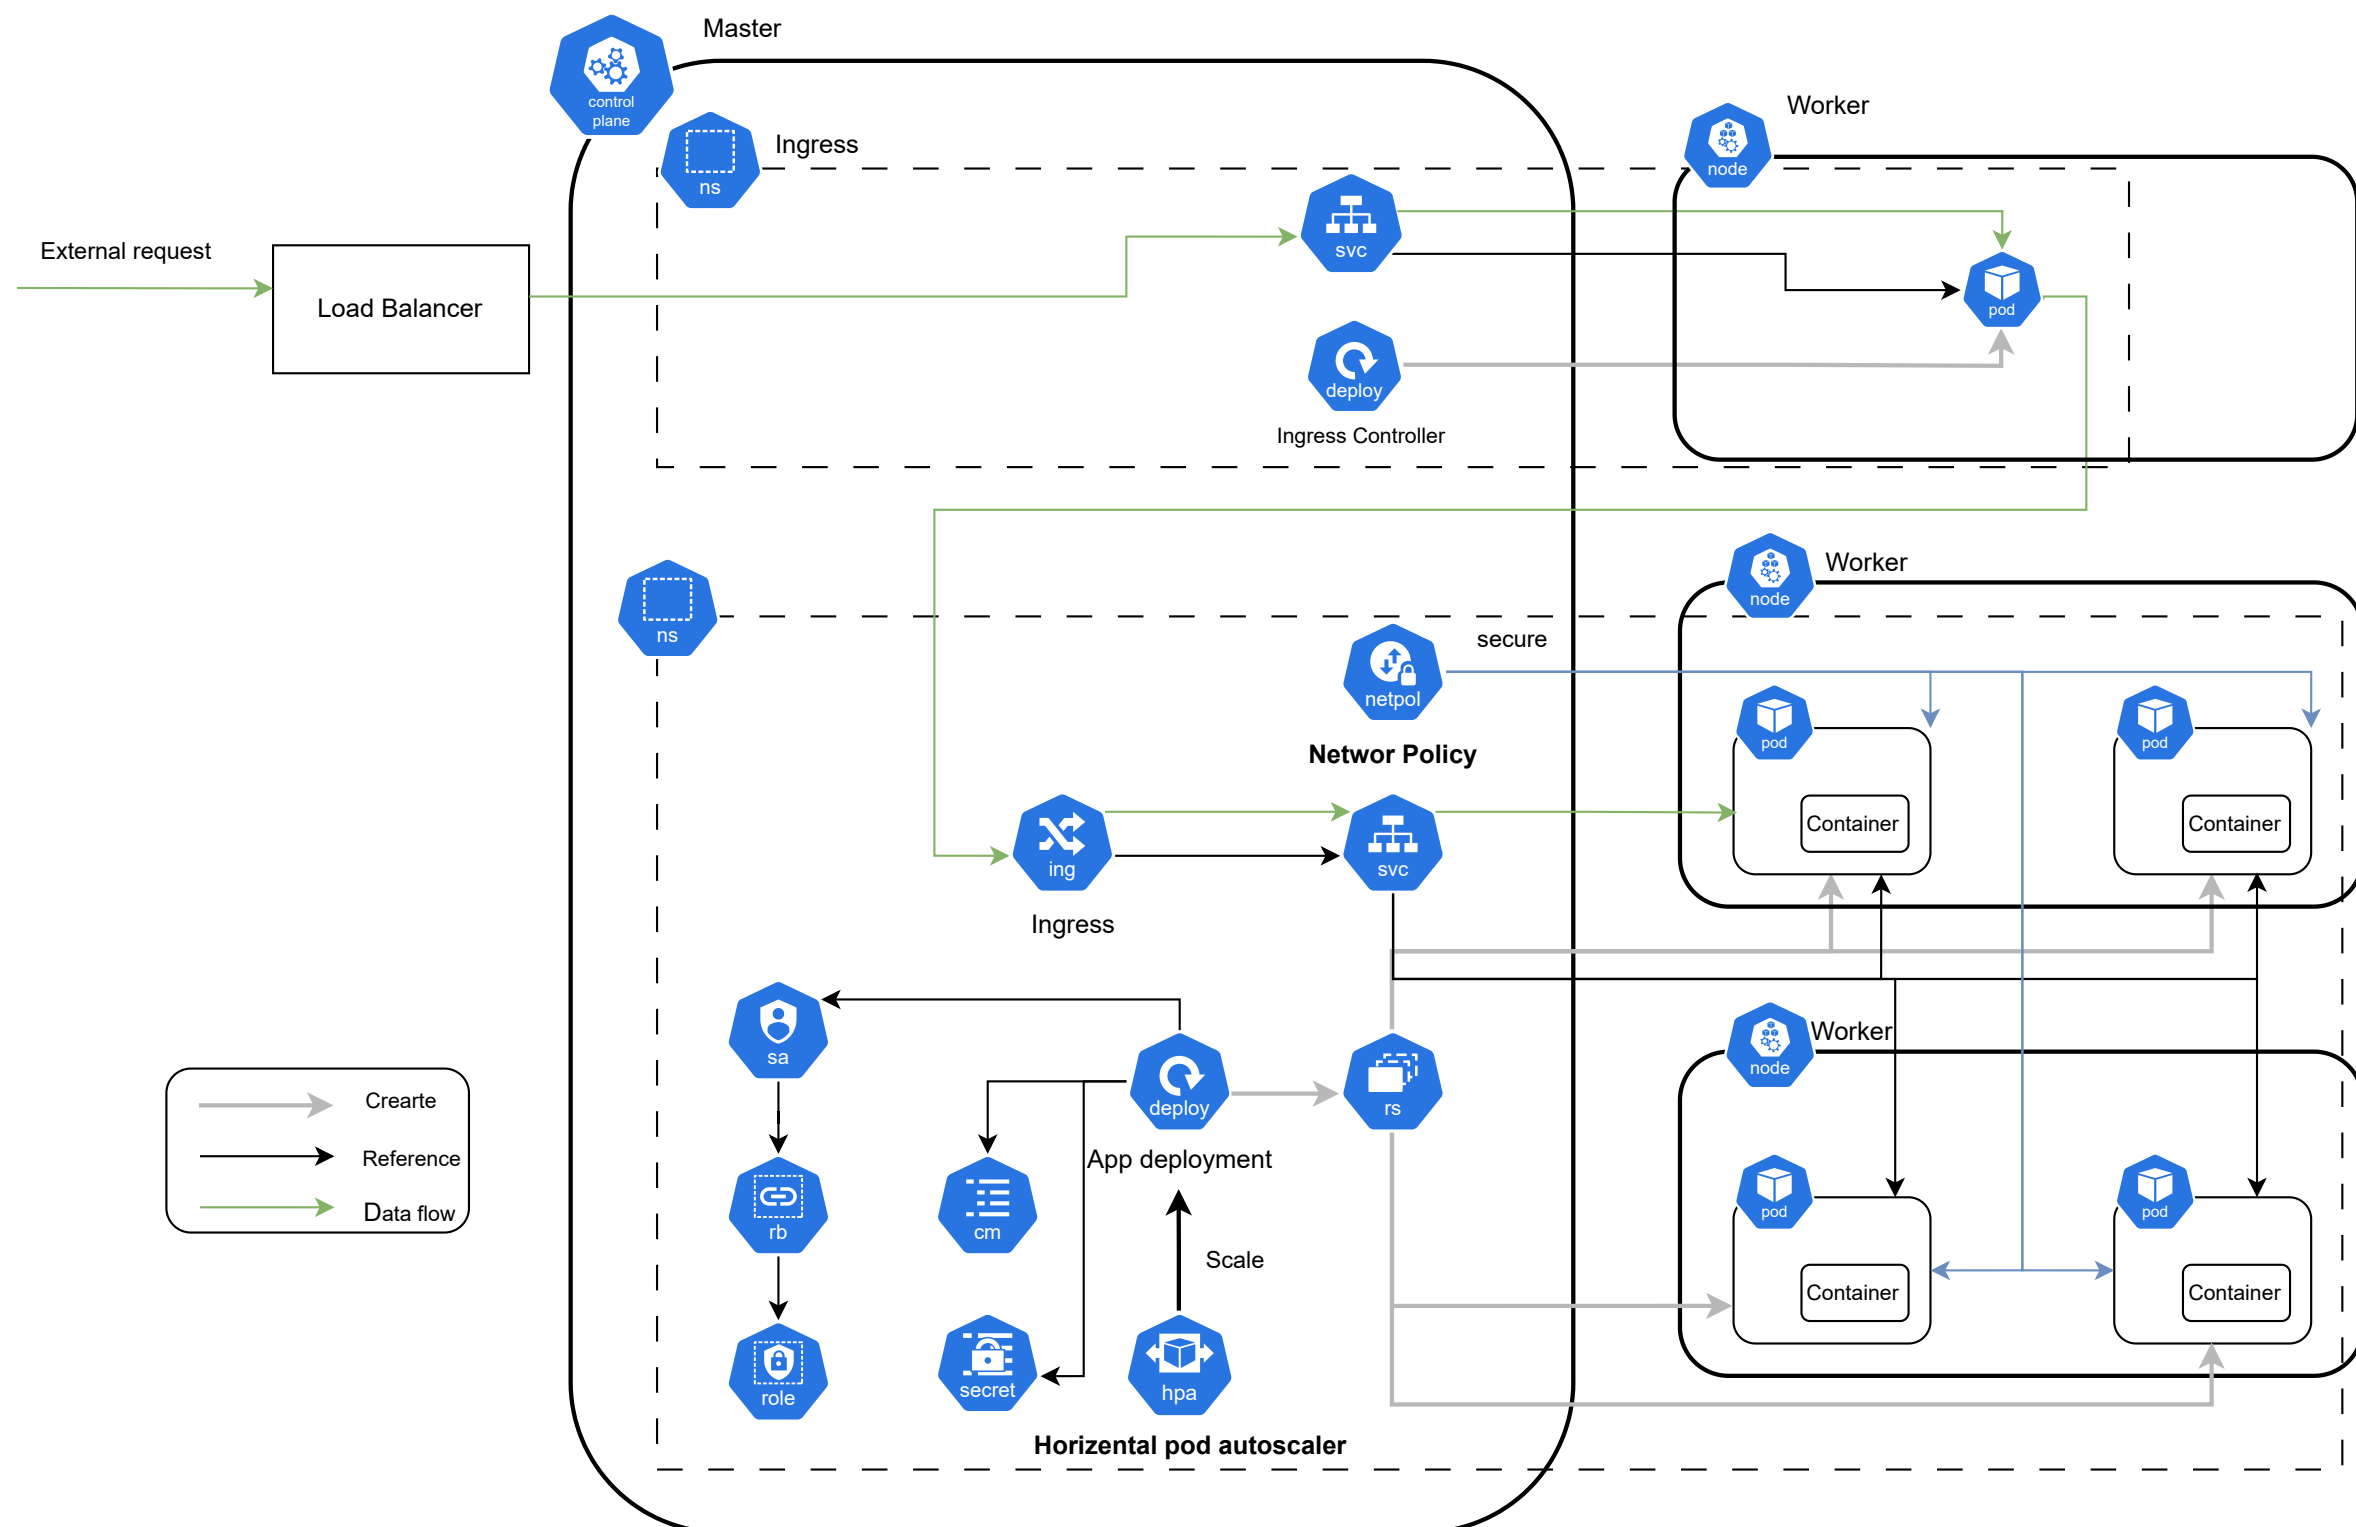 Master
control
plane
Ingress
ns
Worker
node
External request
Load Balancer
svc
pod
deploy
Ingress Controller
ns
Worker
node
secure
netpol
Networ Policy
pod
pod
Container
Container
ing
svc
Ingress
sa
deploy
rs
Worker
node
App deployment
Crearte
Reference
Data flow
rb
cm
pod
pod
Scale
Container
Container
role
secret
hpa
Horizental pod autoscaler